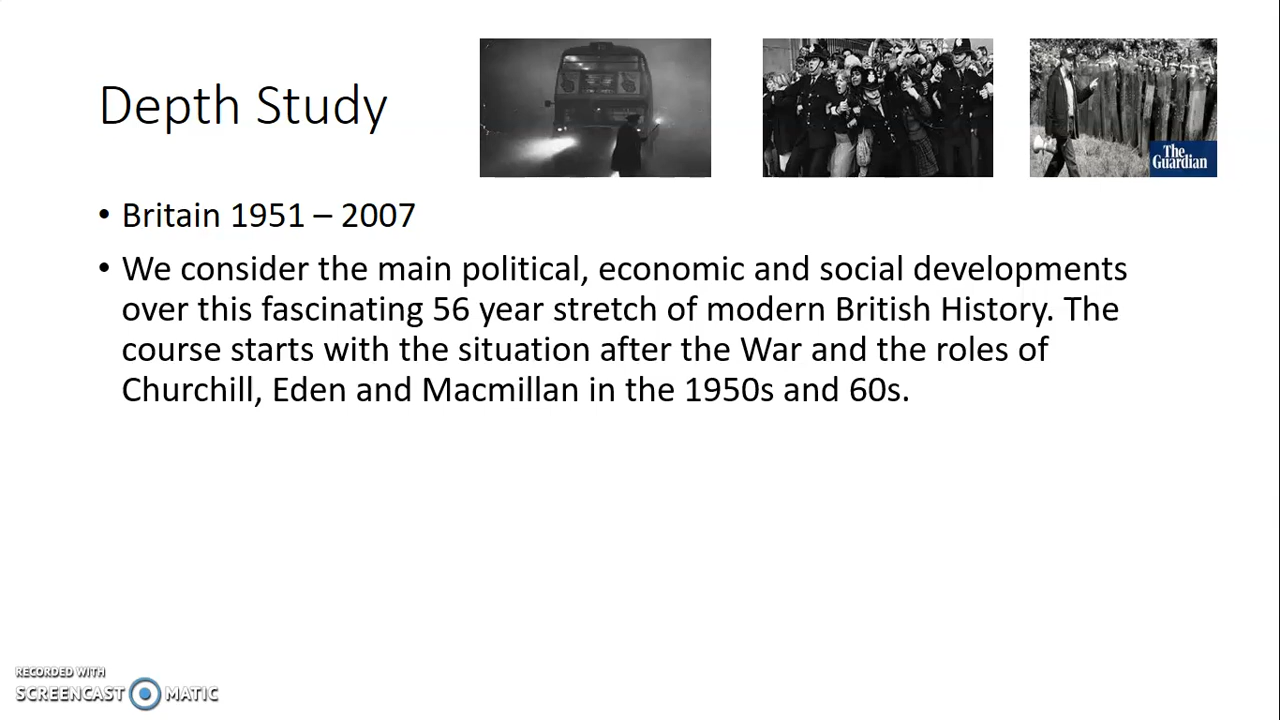 Depth Study
The
Guardian
• Britain 1951 – 2007
• We consider the main political, economic and social developments
over this fascinating 56 year stretch of modern British History. The
course starts with the situation after the War and the roles of
Churchill, Eden and Macmillan in the 1950s and 60s.
RECORDED WITH
SCREENCAST MATIC